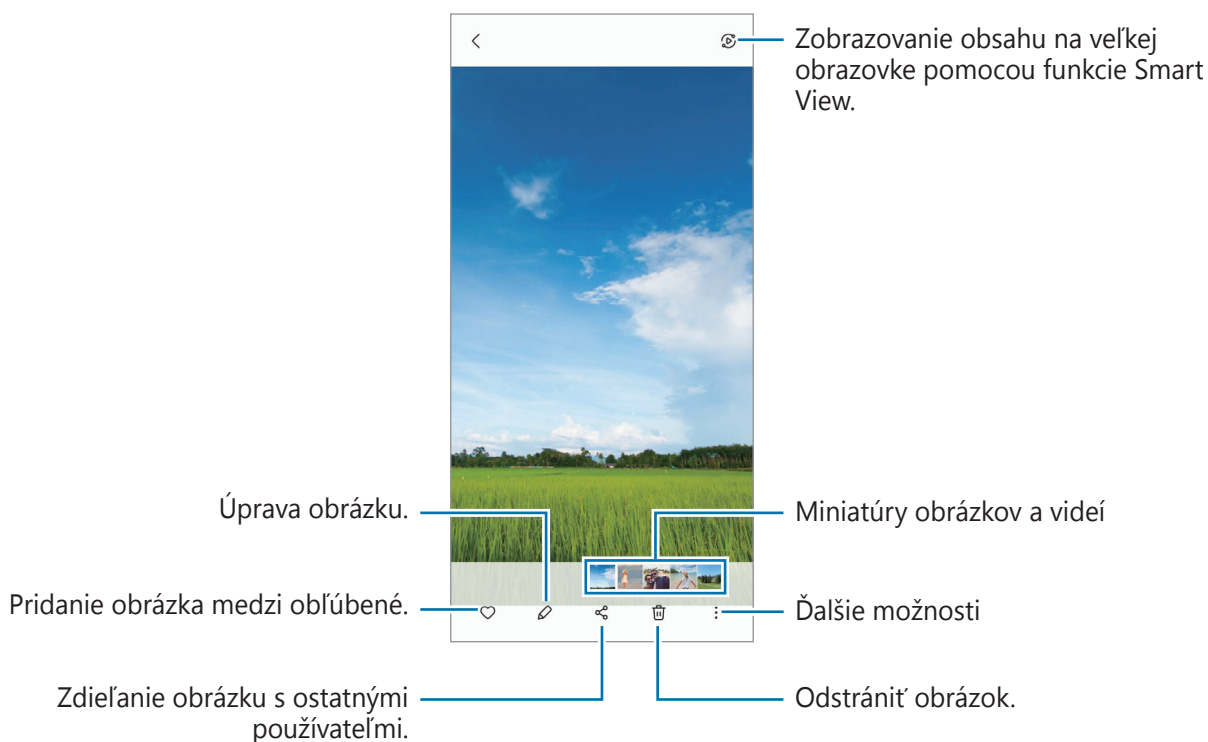 Zobrazovanie obsahu na veľkej
obrazovke pomocou funkcie Smart
View.
Úprava obrázku.
Miniatúry obrázkov a videí
Pridanie obrázka medzi obľúbené.
Ďalšie možnosti
Zdieľanie obrázku s ostatnými
používateľmi.
Odstrániť obrázok.